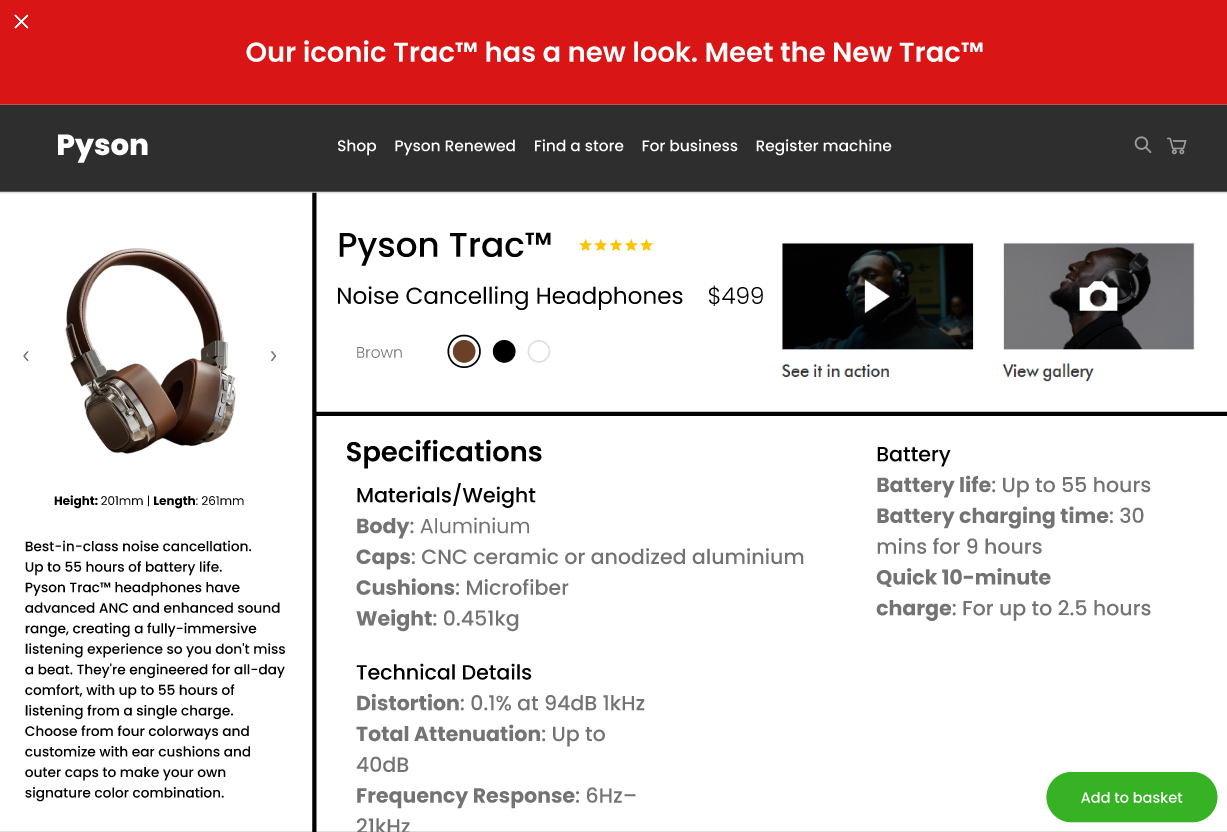 Our iconic Trac™ has a new look. Meet the New Trac™
Pyson
Shop Pyson Renewed Find a store For business Register machine
Pyson Trac™
Noise Cancelling Headphones $499
Brown
See it in action
View gallery
Height: 201mm | Length: 261mm
Best-in-class noise cancellation.
Up to 55 hours of battery life.
Pyson Trac™ headphones have
advanced ANC and enhanced sound
range, creating a fully-immersive
listening experience so you don't miss
a beat. They're engineered for all-day
comfort, with up to 55 hours of
listening from a single charge.
Choose from four colorways and
customize with ear cushions and
outer caps to make your own
signature color combination.
Specifications
Materials/Weight
Body: Aluminium
Caps: CNC ceramic or anodized aluminium
Cushions: Microfiber
Weight: 0.451kg
Technical Details
Distortion: 0.1% at 94dB 1kHz
Total Attenuation: Up to
40dB
Frequency Response: 6Hz–
21kHz
Battery
Battery life: Up to 55 hours
Battery charging time: 30
mins for 9 hours
Quick 10-minute
charge: For up to 2.5 hours
Add to basket